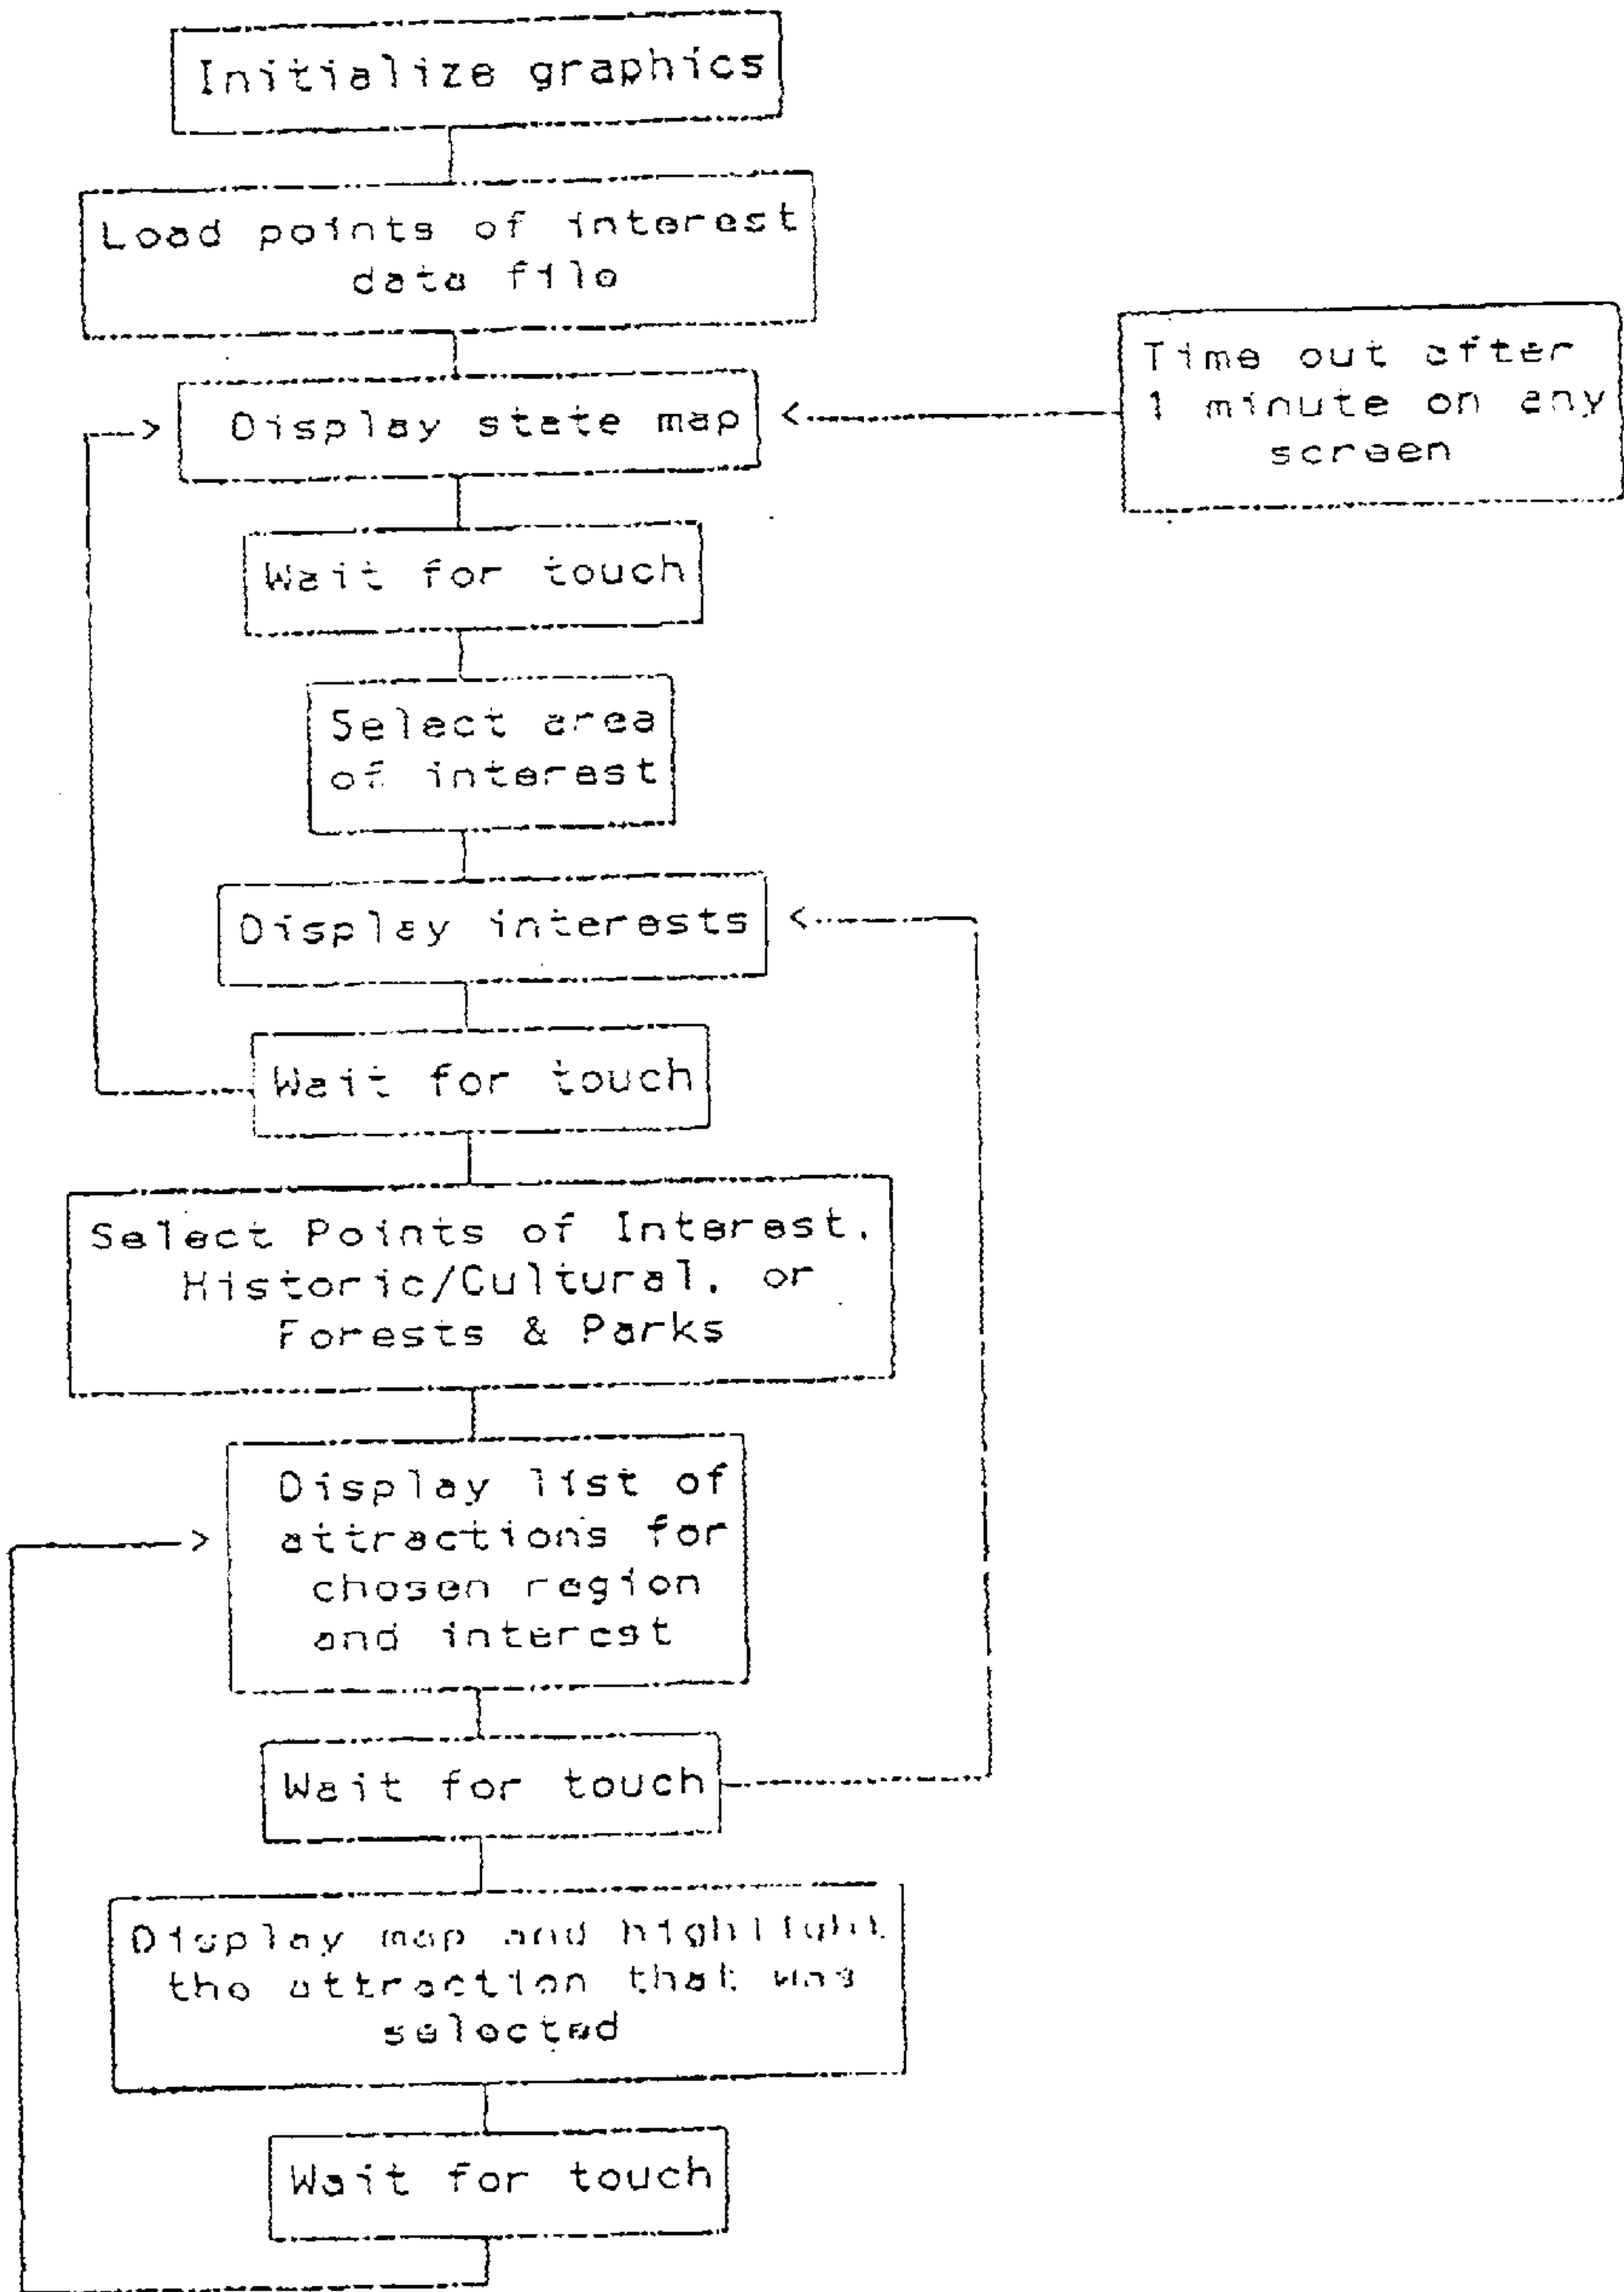 Initialize graphics
Load points of interest
data file
Time out after
1 minute on any
screen
Display state map
Wait for touch
Select area
of interest
Display interests
Wait for touch
Select Points of Interest,
Historic/Cultural, or
Forests & Parks
Display list of
attractions for
chosen region
and interest
Wait for touch
Display map and highlight
the attraction that was
selected
Wait for touch